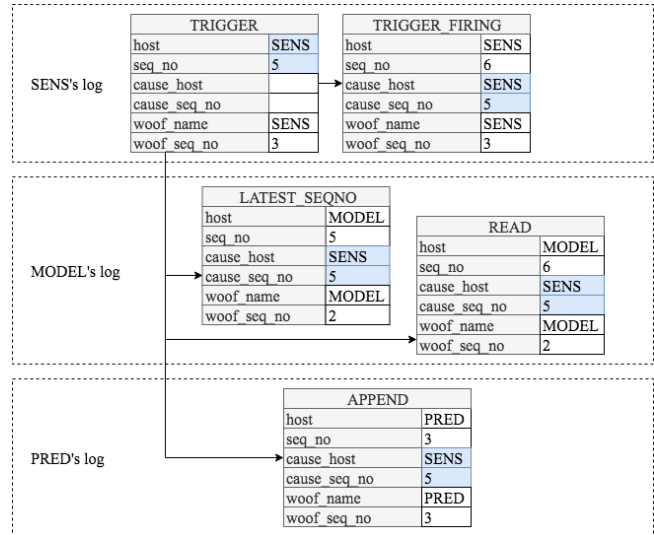 TRIGGER
host SENS
seq_no 5
cause_host
cause_seq_no
woof_name SENS
woof_seq_no 3
TRIGGER_FIRING
host SENS
seq_no 6
cause_host SENS
cause_seq_no 5
woof_name SENS
woof_seq_no 3
SENS's log
LATEST_SEQNO
host MODEL
seq_no 5
cause_host SENS
cause_seq_no 5
woof_name MODEL
woof_seq_no 2
READ
host MODEL
seq_no 6
cause_host SENS
cause_seq_no 5
woof_name MODEL
woof_seq_no 2
MODEL's log
APPEND
host PRED
seq_no 3
cause_host SENS
cause_seq_no 5
woof_name PRED
woof_seq_no 3
PRED's log